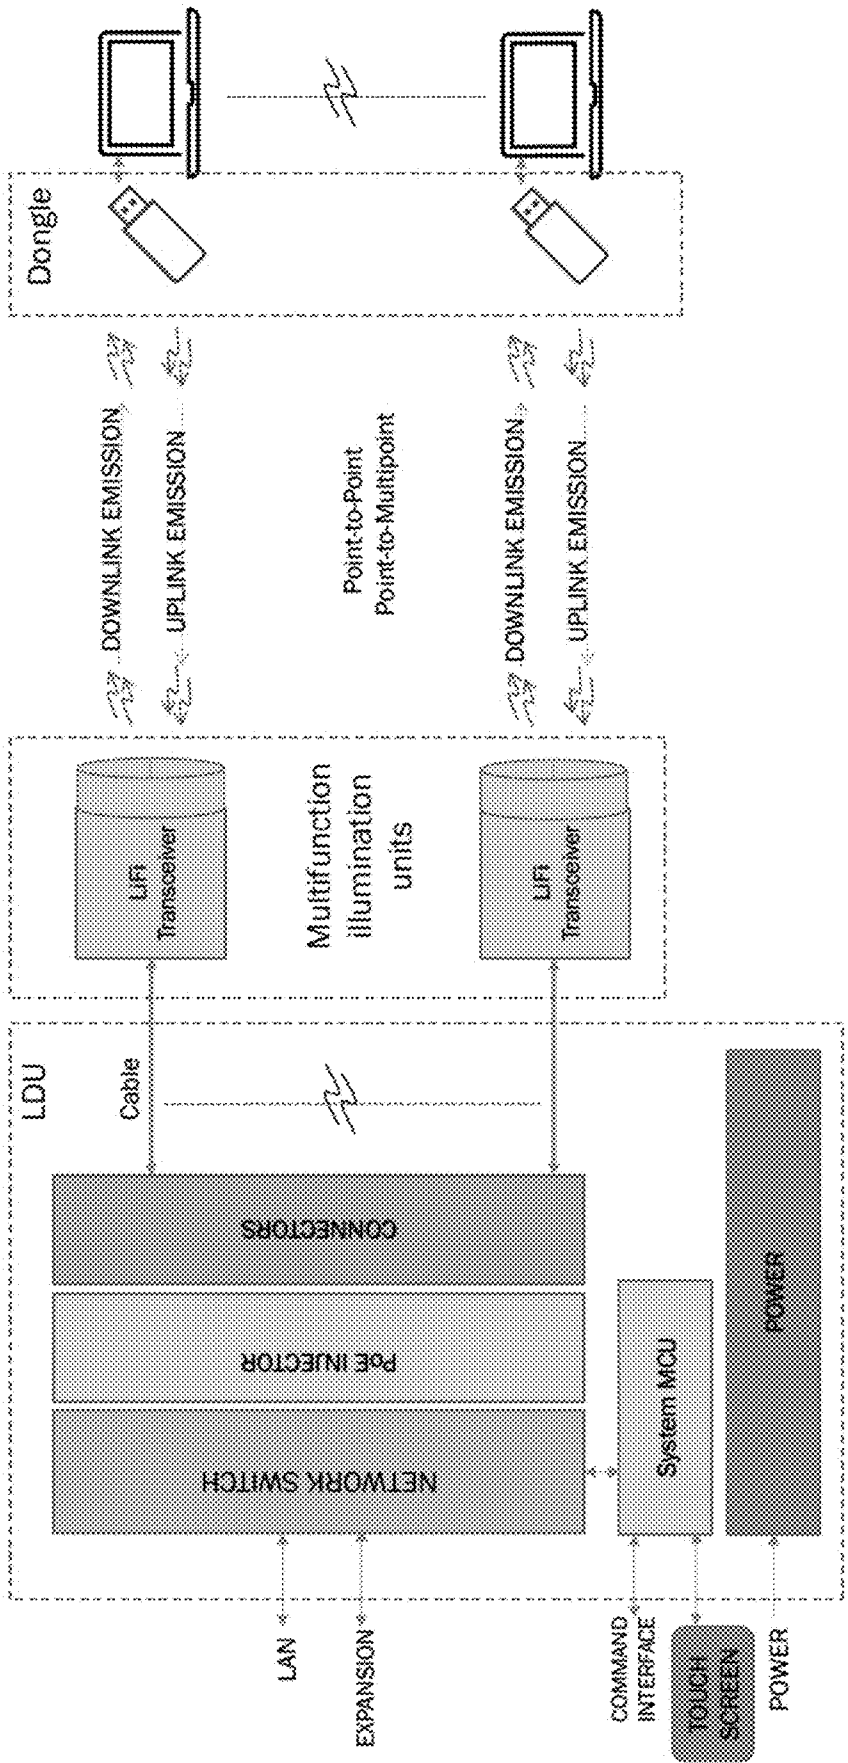 LDU
NETWORK SWITCH
PoE INJECTOR
CONNECTORS
Cable
System MCU
POWER
LAN
EXPANSION
COMMAND
INTERFACE
TOUCH
SCREEN
POWER
LiFi
Transceiver
Multifunction
illumination
units
LiFi
Transceiver
DOWNLINK EMISSION
UPLINK EMISSION
Point-to-Point
Point-to-Multipoint
DOWNLINK EMISSION
UPLINK EMISSION
Dongle